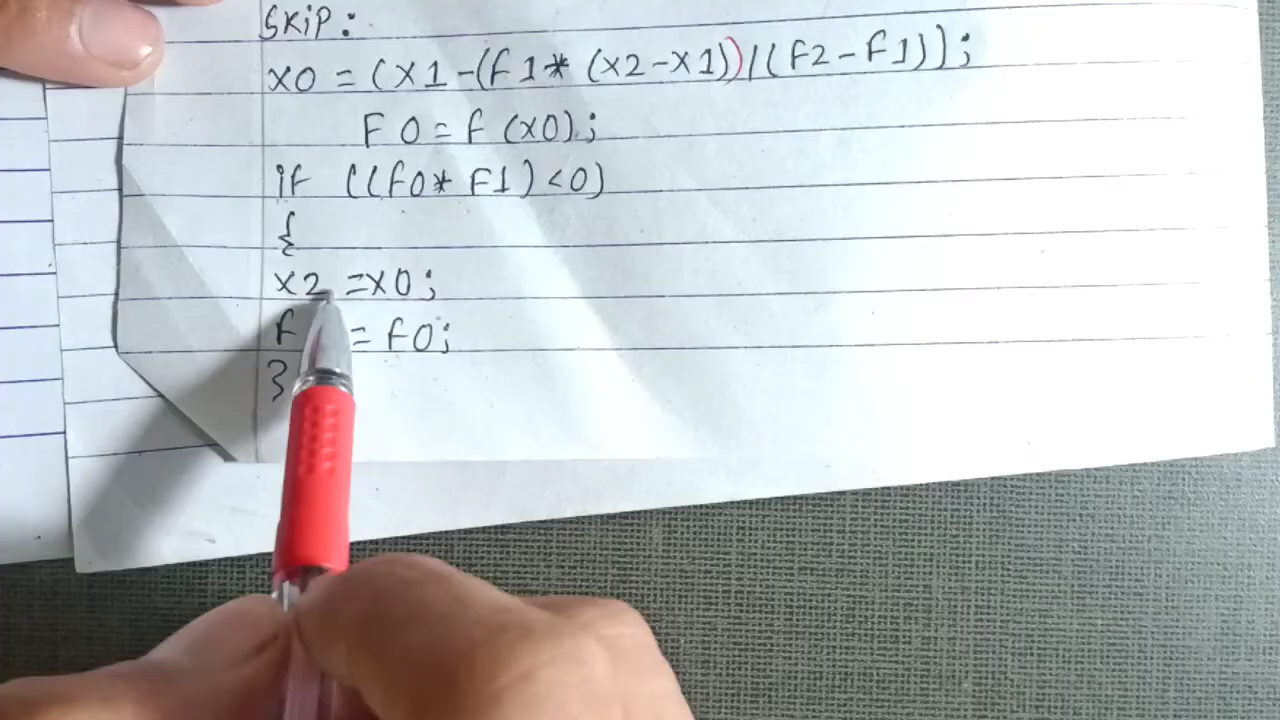 SKiP:
x0 = (x1-(f1* (x2-x1))/(f2-f1));
F0=f (x0);
if ((f0* F1) <0)
{
x2 =x0;
f = f0;
}